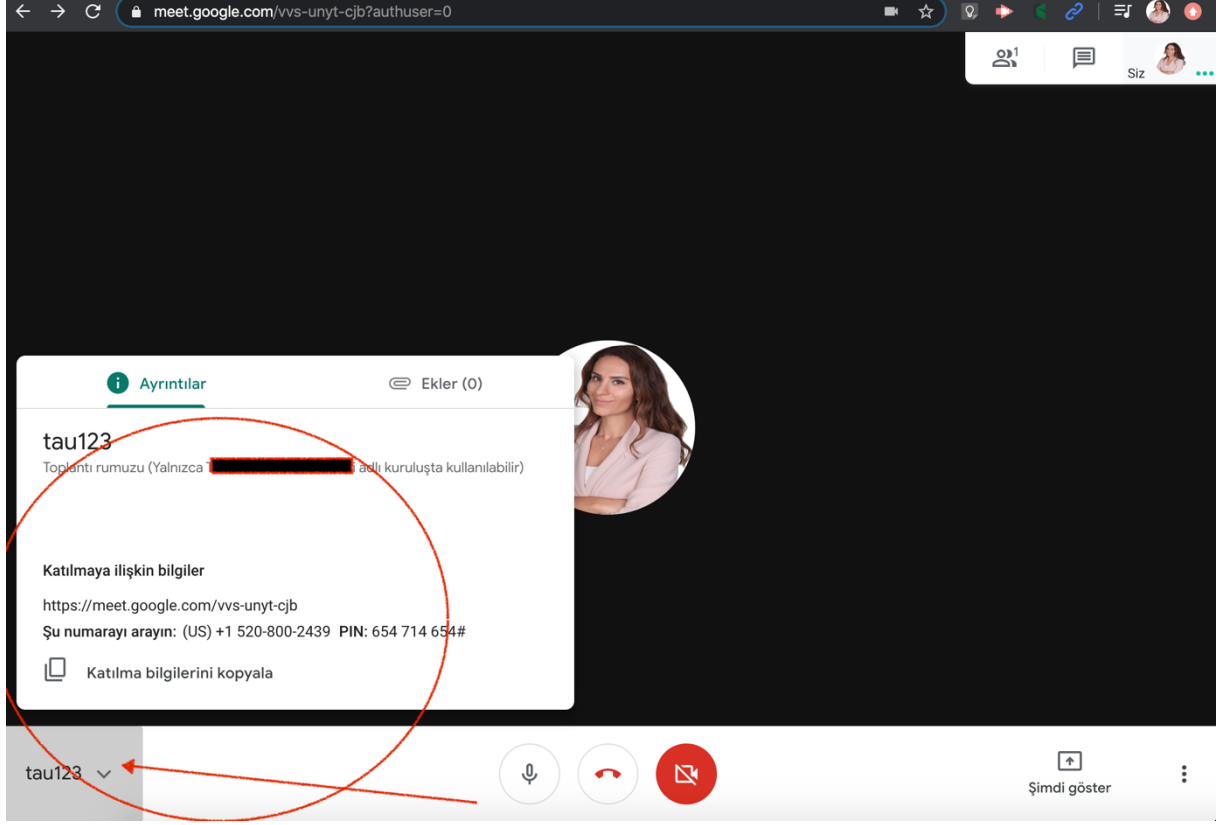 meet.google.com/vvs-unyt-cjb?authuser=0
1
Siz
Ayrıntılar
Ekler (0)
tau123
Toplantı rumuzu (Yalnızca T adlı kuruluşta kullanılabilir)
Katılmaya ilişkin bilgiler
https://meet.google.com/vvs-unyt-cjb
Şu numarayı arayın: (US) +1 520-800-2439 PIN: 654 714 654#
Katılma bilgilerini kopyala
tau123
Şimdi göster